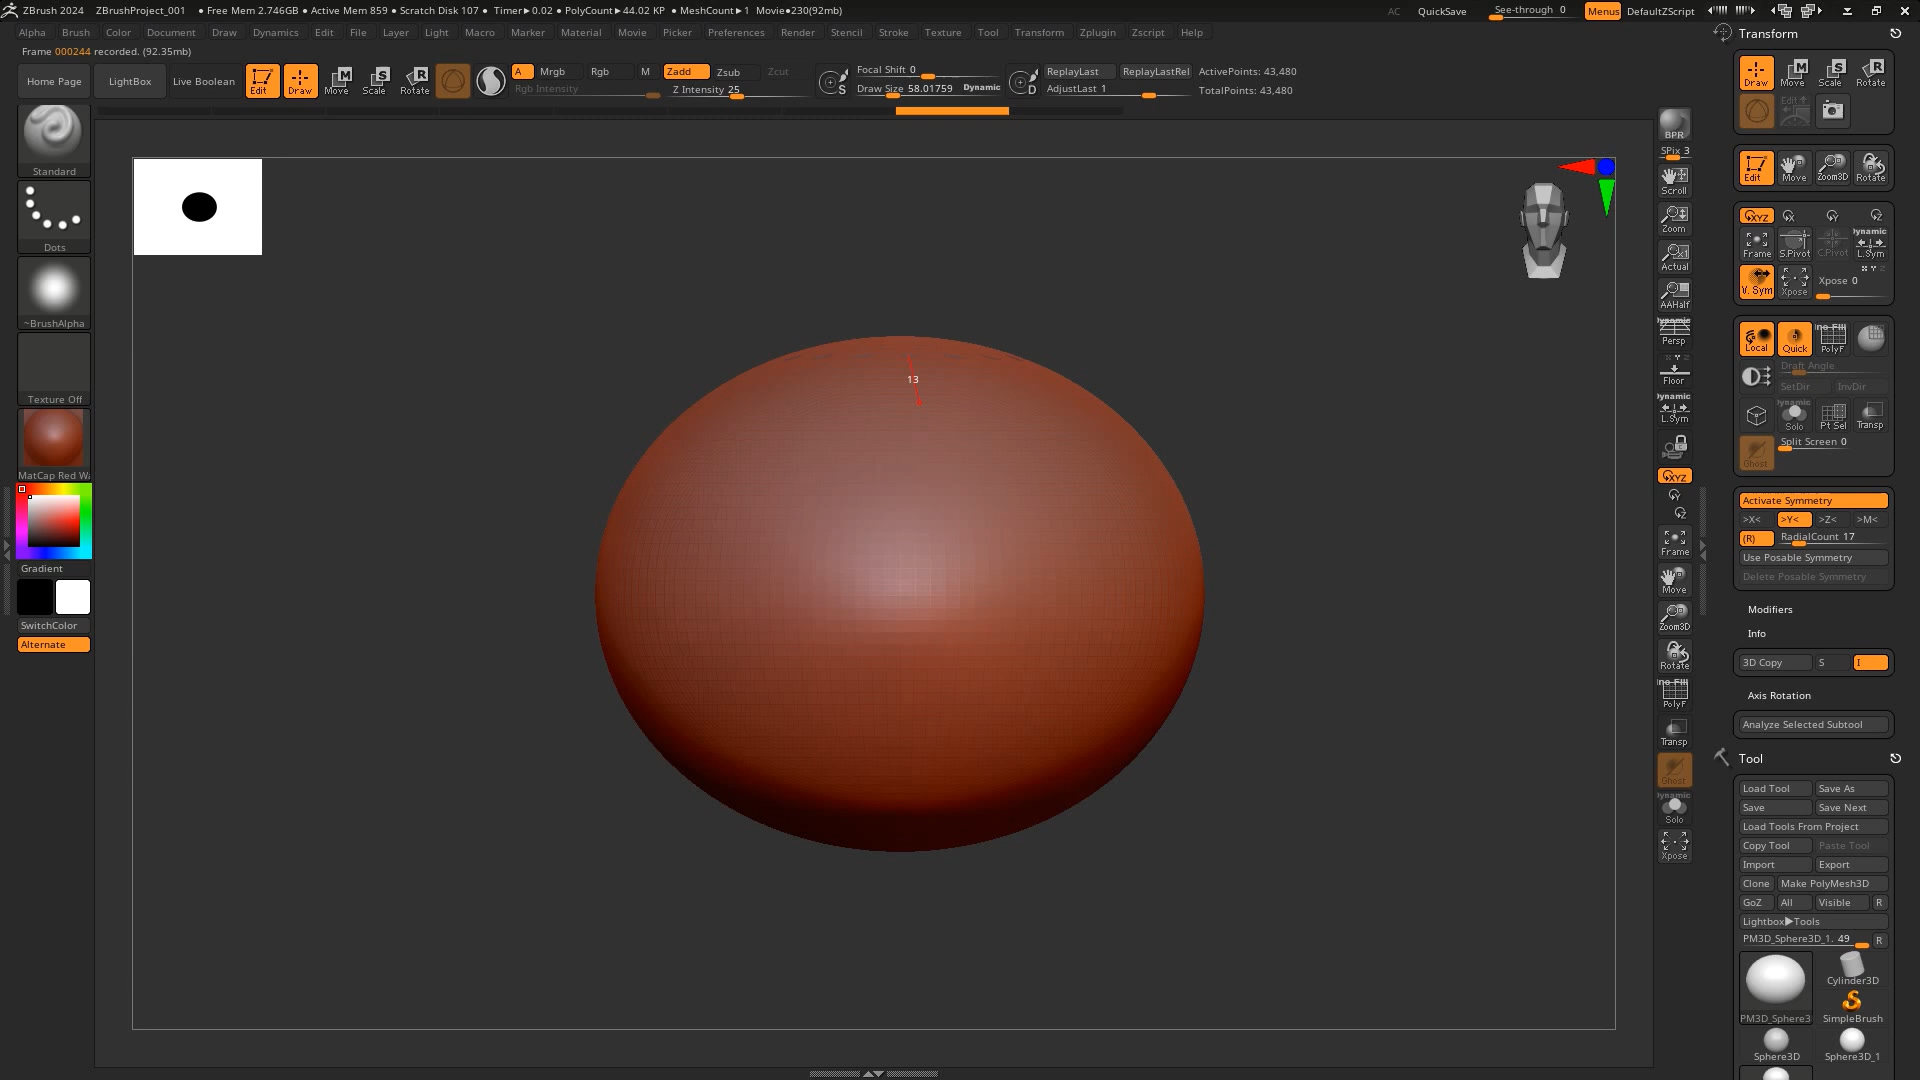 ZBrush 2024 ZBrushProject_001 • Free Mem 2.746GB • Active Mem 859 • Scratch Disk 107 • Timer▶0.02 • PolyCount▶44.02 KP • MeshCount▶1 Movie●230(92mb) AC QuickSave See-through 0 Menus DefaultZScript
Alpha Brush Color Document Draw Dynamics Edit File Layer Light Macro Marker Material Movie Picker Preferences Render Stencil Stroke Texture Tool Transform Zplugin Zscript Help
Frame 000244 recorded. (92.35mb)
Home Page LightBox Live Boolean Edit Draw Move Scale Rotate
A Mrgb Rgb M Zadd Zsub Zcut
Rgb Intensity Z Intensity 25
Focal Shift 0
Draw Size 58.01759 Dynamic
ReplayLast ReplayLastRel ActivePoints: 43,480
AdjustLast 1 TotalPoints: 43,480
Standard
Dots
~BrushAlpha
Texture Off
MatCap Red Wa
Gradient
SwitchColor
Alternate
13
BPR
SPix 3
Scroll
Zoom
Actual
AAHalf
Dynamic
Persp
Floor
Dynamic
L.Sym
XYZ
Y
Z
Frame
Move
Zoom3D
Rotate
PolyF
Transp
Ghost
Dynamic
Solo
Xpose
Transform
Draw Move Scale Rotate
Edit
Edit Move Zoom3D Rotate
XYZ X Y Z
Dynamic
Frame S.Pivot C.Pivot L.Sym
V. Sym Xpose Xpose 0
Local Quick PolyF
Draft Angle
SetDir InvDir
Dynamic
Solo Pt Sel Transp
Ghost Split Screen 0
Activate Symmetry
>X< >Y< >Z< >M<
(R) RadialCount 17
Use Posable Symmetry
Delete Posable Symmetry
Modifiers
Info
3D Copy S I
Axis Rotation
Analyze Selected Subtool
Tool
Load Tool Save As
Save Save Next
Load Tools From Project
Copy Tool Paste Tool
Import Export
Clone Make PolyMesh3D
GoZ All Visible R
Lightbox▶Tools
PM3D_Sphere3D_1. 49 R
Cylinder3D
PM3D_Sphere3 SimpleBrush
Sphere3D Sphere3D_1